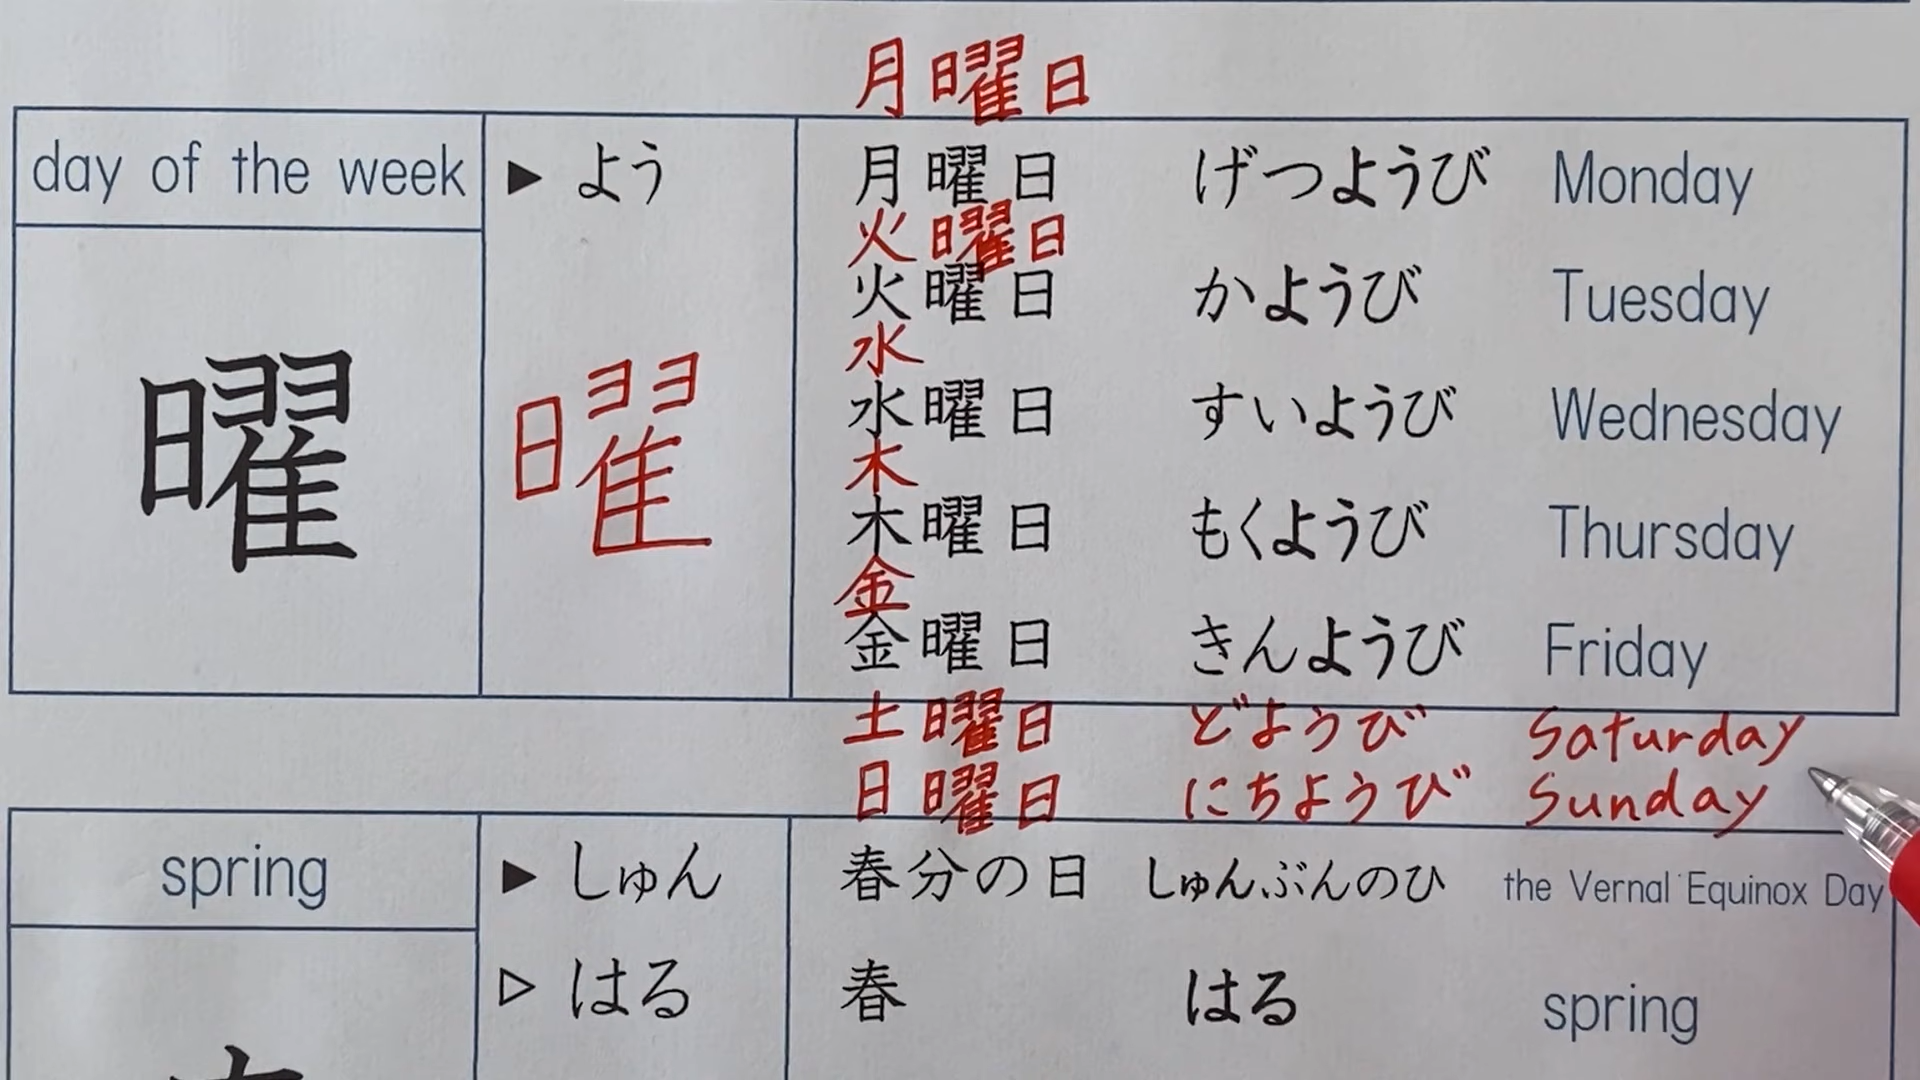 月曜日
day of the week ▶ よう 月曜日 げつようび Monday
火曜日
火曜日 かようび Tuesday
水
曜 曜 水曜日 すいようび Wednesday
木
木曜日 もくようび Thursday
金
金曜日 きんようび Friday
土曜日 どようび Saturday
日曜日 にちようび Sunday
spring ▶ しゅん 春分の日 しゅんぶんのひ the Vernal Equinox Day
▷ はる 春 はる spring